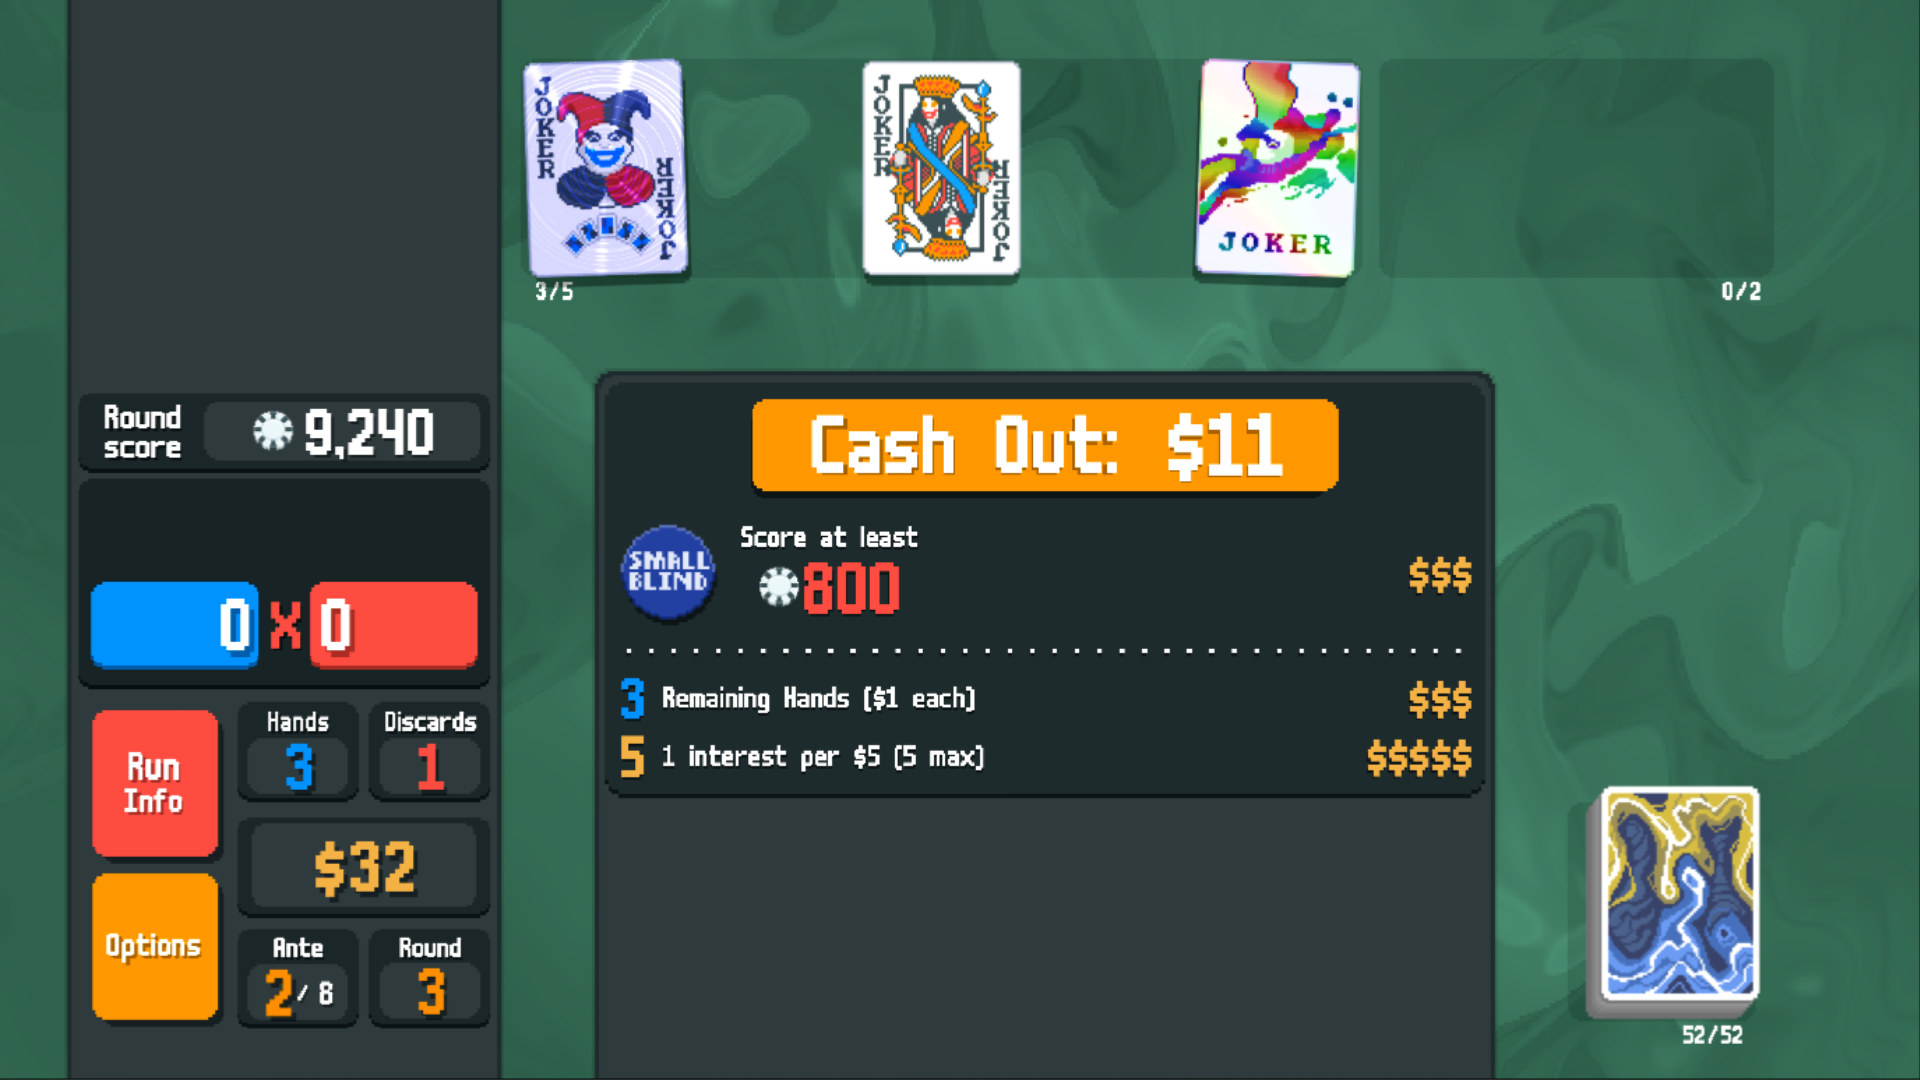 JOKER
JOKER
JOKER
JOKER
JOKER
3/5
0/2
Round
score
9,240
Cash Out: $11
SMALL
BLIND
Score at least
800
$$$
0 X 0
3 Remaining Hands ($1 each) $$$
5 1 interest per $5 (5 max) $$$$$
Run
Info
Hands
3
Discards
1
$32
Options
Ante
2/ 8
Round
3
52/52